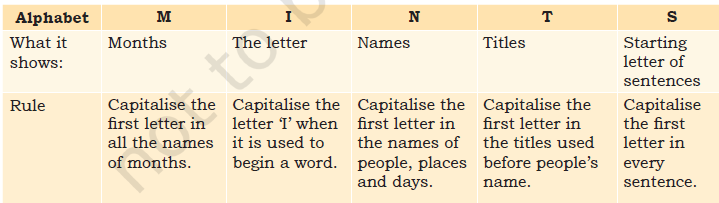 Alphabet M I N T S
What it shows: Months The letter Names Titles Starting letter of sentences
Rule Capitalise the first letter in all the names of months. Capitalise the letter ‘I’ when it is used to begin a word. Capitalise the first letter in the names of people, places and days. Capitalise the first letter in the titles used before people’s name. Capitalise the first letter in every sentence.
not to b